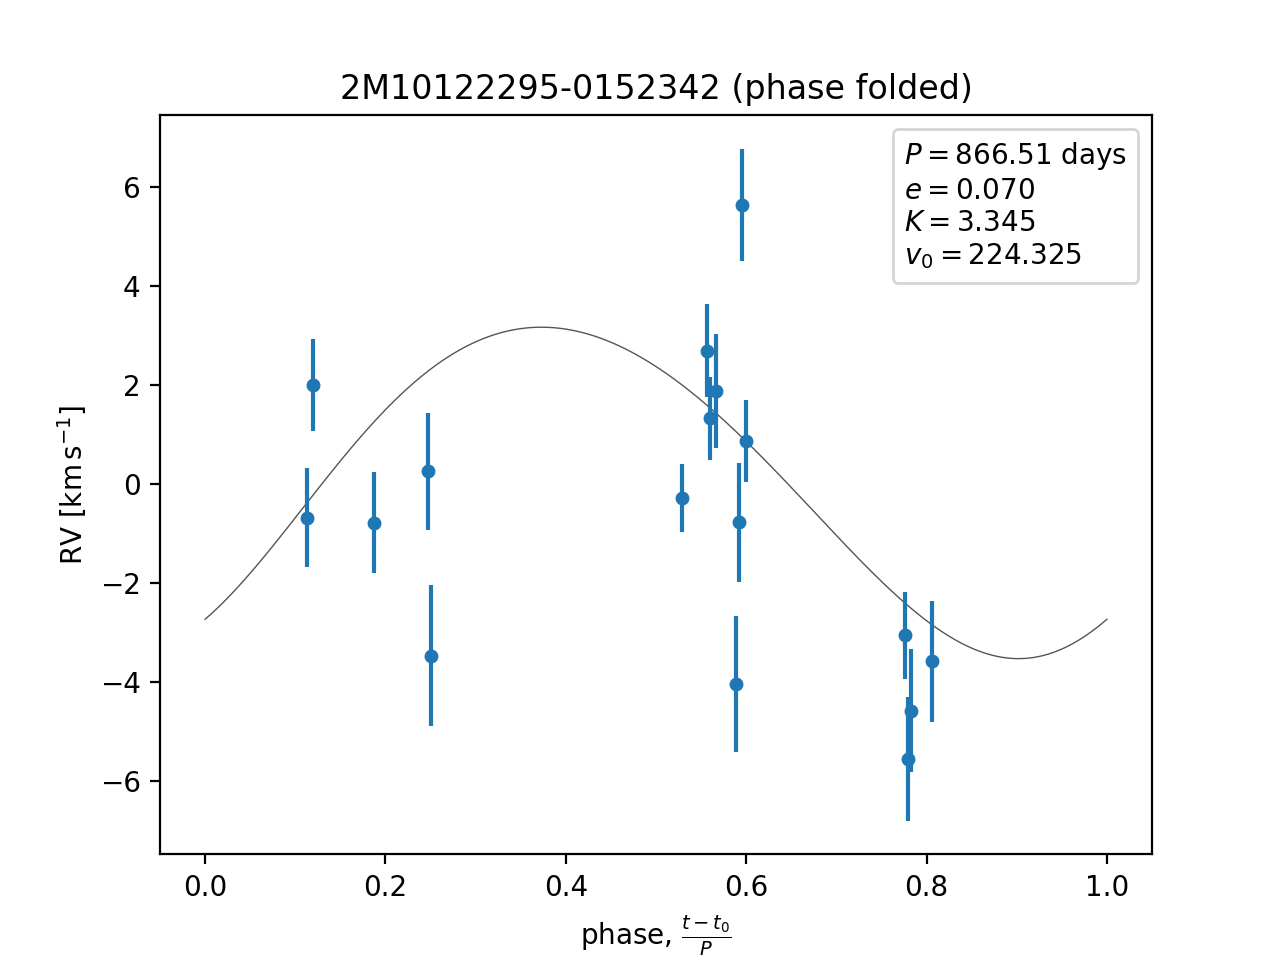 2M10122295-0152342 (phase folded)
P = 866.51 days
e = 0.070
K = 3.345
v₀ = 224.325
RV [km s⁻¹]
6
4
2
0
−2
−4
−6
0.0 0.2 0.4 0.6 0.8 1.0
phase, (t − t₀)/P